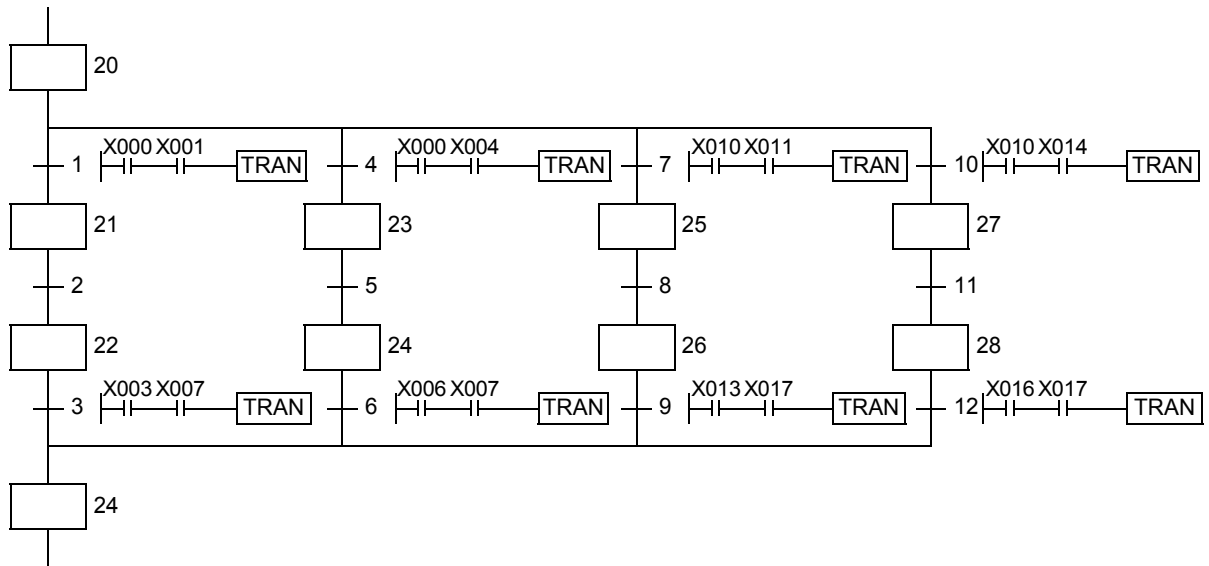 20
1 X000 X001 TRAN 4 X000 X004 TRAN 7 X010 X011 TRAN 10 X010 X014 TRAN
21 23 25 27
2 5 8 11
22 24 26 28
3 X003 X007 TRAN 6 X006 X007 TRAN 9 X013 X017 TRAN 12 X016 X017 TRAN
24